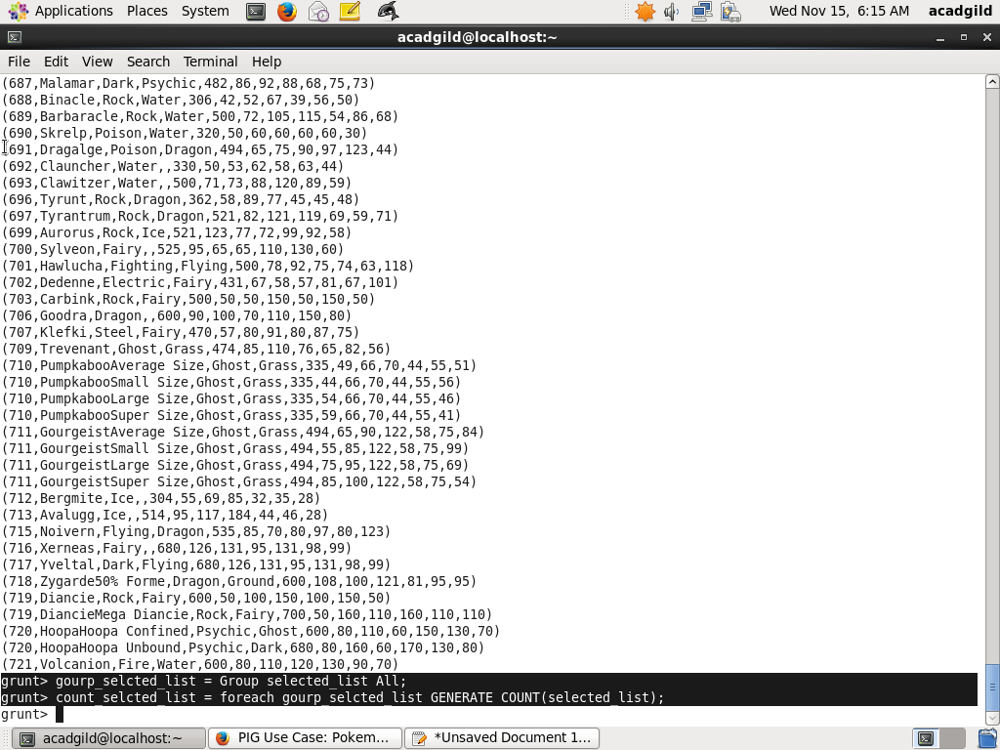 Applications Places System Wed Nov 15, 6:15 AM acadgild
acadgild@localhost:~
File Edit View Search Terminal Help
(687,Malamar,Dark,Psychic,482,86,92,88,68,75,73)
(688,Binacle,Rock,Water,306,42,52,67,39,56,50)
(689,Barbaracle,Rock,Water,500,72,105,115,54,86,68)
(690,Skrelp,Poison,Water,320,50,60,60,60,60,30)
(691,Dragalge,Poison,Dragon,494,65,75,90,97,123,44)
(692,Clauncher,Water,,330,50,53,62,58,63,44)
(693,Clawitzer,Water,,500,71,73,88,120,89,59)
(696,Tyrunt,Rock,Dragon,362,58,89,77,45,45,48)
(697,Tyrantrum,Rock,Dragon,521,82,121,119,69,59,71)
(699,Aurorus,Rock,Ice,521,123,77,72,99,92,58)
(700,Sylveon,Fairy,,525,95,65,65,110,130,60)
(701,Hawlucha,Fighting,Flying,500,78,92,75,74,63,118)
(702,Dedenne,Electric,Fairy,431,67,58,57,81,67,101)
(703,Carbink,Rock,Fairy,500,50,50,150,50,150,50)
(706,Goodra,Dragon,,600,90,100,70,110,150,80)
(707,Klefki,Steel,Fairy,470,57,80,91,80,87,75)
(709,Trevenant,Ghost,Grass,474,85,110,76,65,82,56)
(710,PumpkabooAverage Size,Ghost,Grass,335,49,66,70,44,55,51)
(710,PumpkabooSmall Size,Ghost,Grass,335,44,66,70,44,55,56)
(710,PumpkabooLarge Size,Ghost,Grass,335,54,66,70,44,55,46)
(710,PumpkabooSuper Size,Ghost,Grass,335,59,66,70,44,55,41)
(711,GourgeistAverage Size,Ghost,Grass,494,65,90,122,58,75,84)
(711,GourgeistSmall Size,Ghost,Grass,494,55,85,122,58,75,99)
(711,GourgeistLarge Size,Ghost,Grass,494,75,95,122,58,75,69)
(711,GourgeistSuper Size,Ghost,Grass,494,85,100,122,58,75,54)
(712,Bergmite,Ice,,304,55,69,85,32,35,28)
(713,Avalugg,Ice,,514,95,117,184,44,46,28)
(715,Noivern,Flying,Dragon,535,85,70,80,97,80,123)
(716,Xerneas,Fairy,,680,126,131,95,131,98,99)
(717,Yveltal,Dark,Flying,680,126,131,95,131,98,99)
(718,Zygarde50% Forme,Dragon,Ground,600,108,100,121,81,95,95)
(719,Diancie,Rock,Fairy,600,50,100,150,100,150,50)
(719,DiancieMega Diancie,Rock,Fairy,700,50,160,110,160,110,110)
(720,HoopaHoopa Confined,Psychic,Ghost,600,80,110,60,150,130,70)
(720,HoopaHoopa Unbound,Psychic,Dark,680,80,160,60,170,130,80)
(721,Volcanion,Fire,Water,600,80,110,120,130,90,70)
grunt> gourp_selcted_list = Group selected_list All;
grunt> count_selcted_list = foreach gourp_selcted_list GENERATE COUNT(selected_list);
grunt>
acadgild@localhost:~ PIG Use Case: Pokem... *Unsaved Document 1...